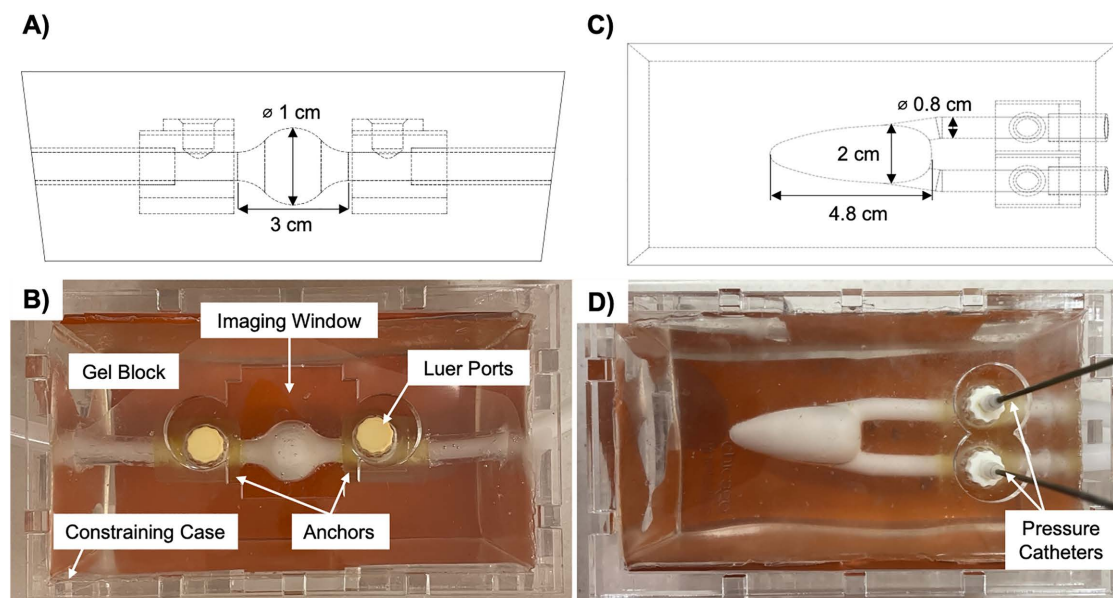 A)
⌀ 1 cm
3 cm
C)
⌀ 0.8 cm
2 cm
4.8 cm
B)
Imaging Window
Gel Block
Luer Ports
Constraining Case
Anchors
D)
Pressure
Catheters